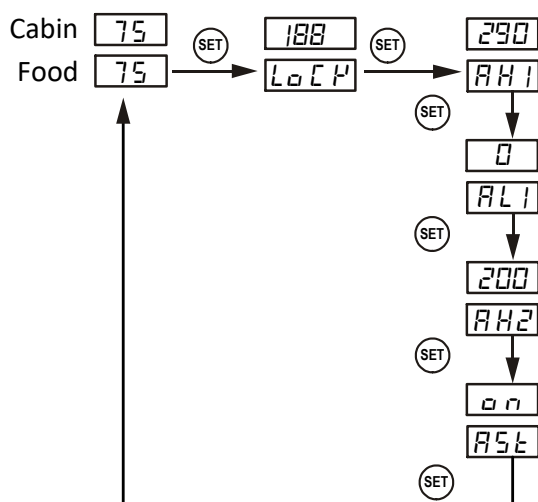 Cabin 75
Food 75
SET
188
LoCK
SET
290
AH1
SET
0
AL1
SET
200
AH2
SET
on
ASt
SET